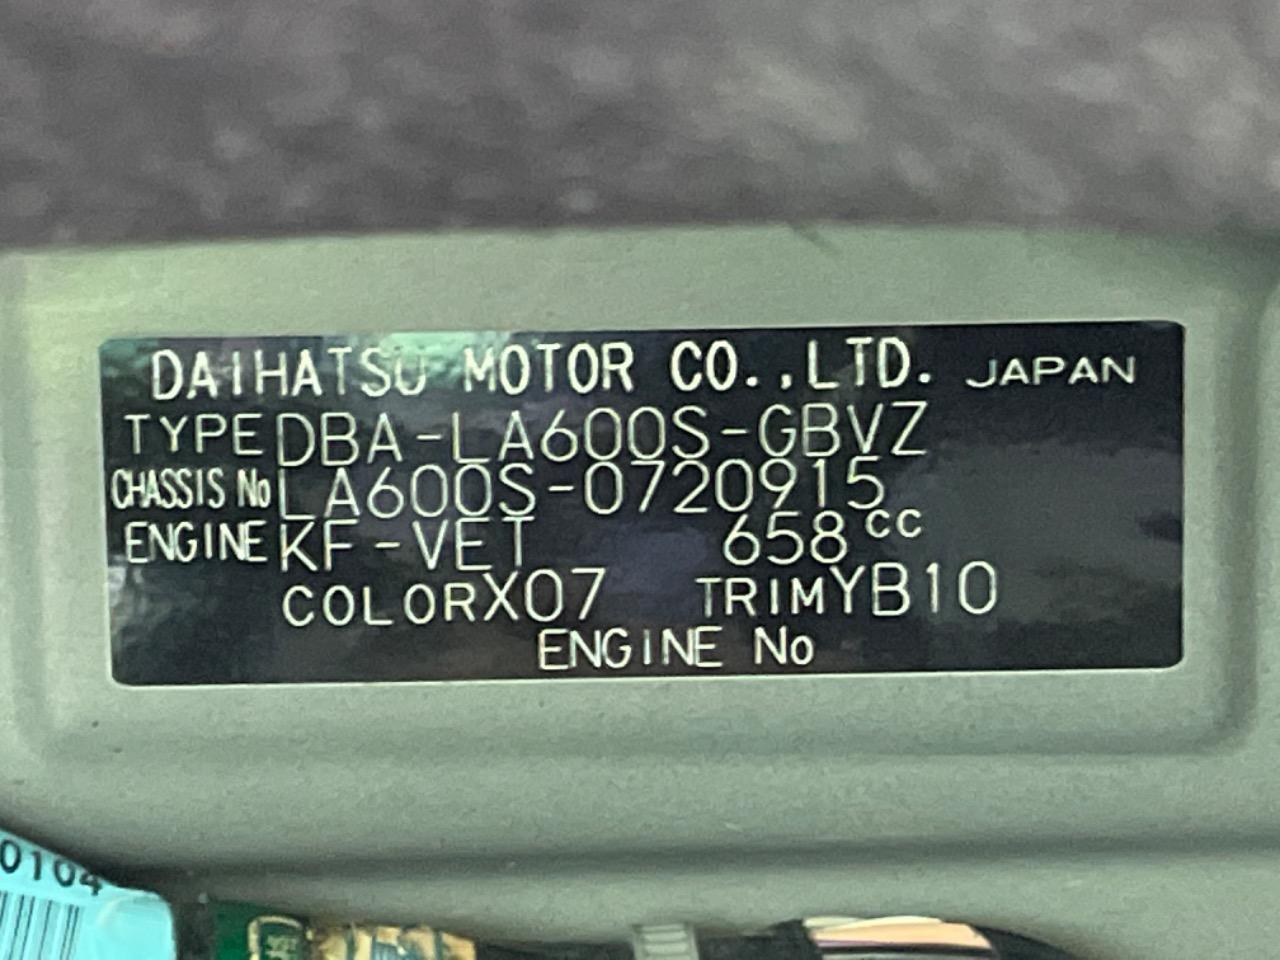 DAIHATSU MOTOR CO.,LTD. JAPAN
TYPE DBA-LA600S-GBVZ
CHASSIS No LA600S-0720915
ENGINE KF-VET 658cc
COLOR X07 TRIM YB10
ENGINE No
0104